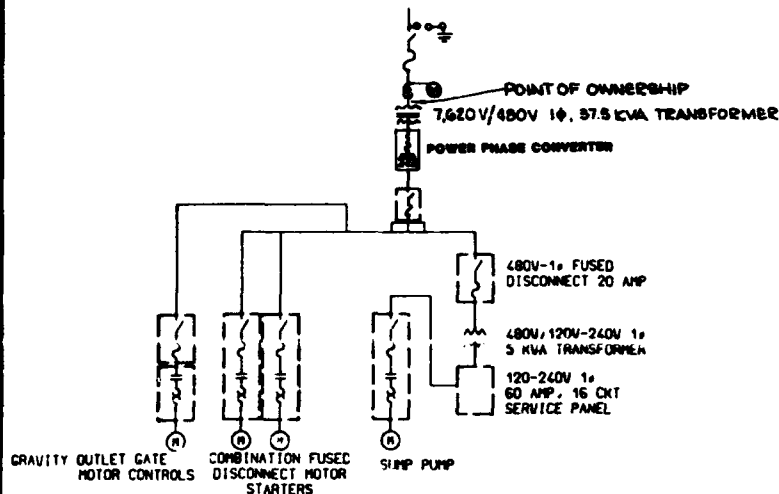 POINT OF OWNERSHIP
7,620V/480V 1ϕ, 37.5 KVA TRANSFORMER
POWER PHASE CONVERTER
480V-1ϕ FUSED
DISCONNECT 20 AMP
480V/120V-240V 1ϕ
5 KVA TRANSFORMER
120-240V 1ϕ
60 AMP, 16 CKT
SERVICE PANEL
M
M
M
M
GRAVITY OUTLET GATE
MOTOR CONTROLS
COMBINATION FUSED
DISCONNECT MOTOR
STARTERS
SUMP PUMP